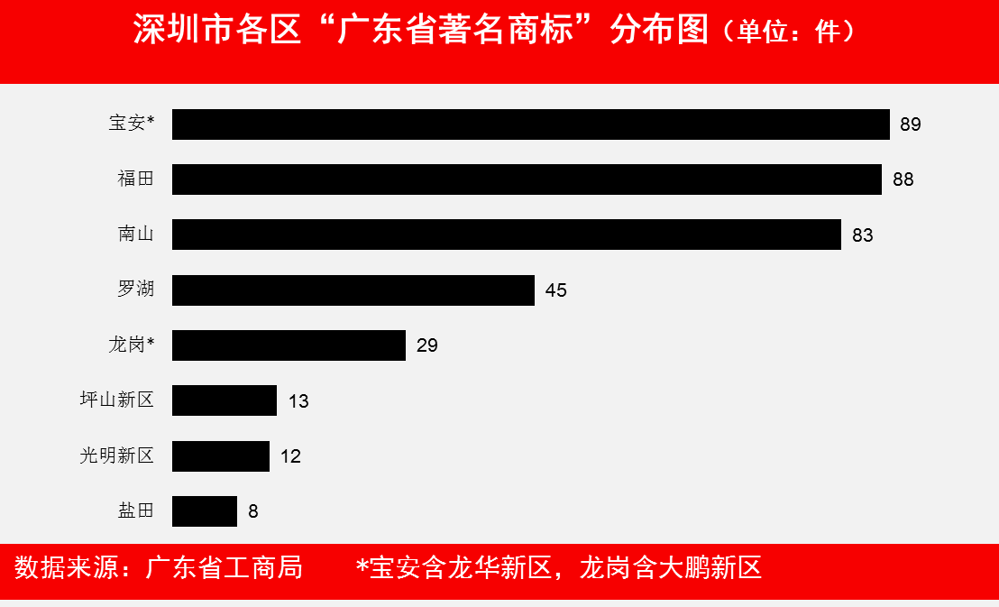 深圳市各区“广东省著名商标”分布图（单位：件）
宝安* 89
福田 88
南山 83
罗湖 45
龙岗* 29
坪山新区 13
光明新区 12
盐田 8
数据来源：广东省工商局 *宝安含龙华新区，龙岗含大鹏新区